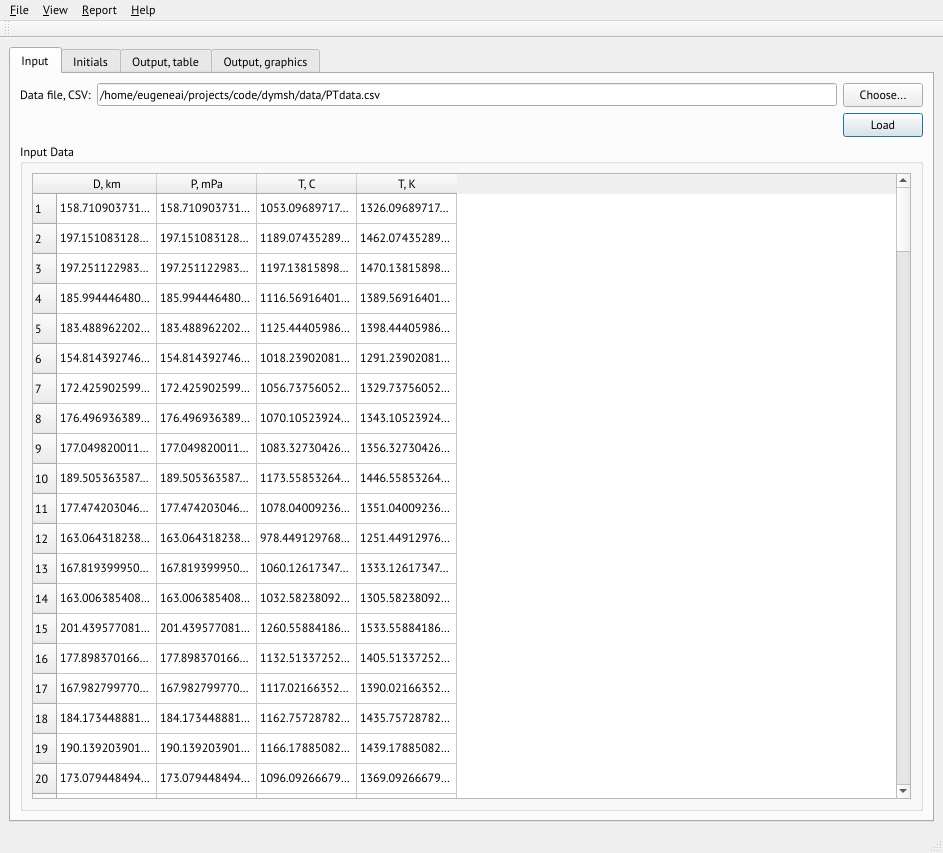 File View Report Help
Input Initials Output, table Output, graphics
Data file, CSV: /home/eugeneai/projects/code/dymsh/data/PTdata.csv Choose...
Load
Input Data
D, km P, mPa T, C T, K
1 158.710903731... 158.710903731... 1053.09689717... 1326.09689717...
2 197.151083128... 197.151083128... 1189.07435289... 1462.07435289...
3 197.251122983... 197.251122983... 1197.13815898... 1470.13815898...
4 185.994446480... 185.994446480... 1116.56916401... 1389.56916401...
5 183.488962202... 183.488962202... 1125.44405986... 1398.44405986...
6 154.814392746... 154.814392746... 1018.23902081... 1291.23902081...
7 172.425902599... 172.425902599... 1056.73756052... 1329.73756052...
8 176.496936389... 176.496936389... 1070.10523924... 1343.10523924...
9 177.049820011... 177.049820011... 1083.32730426... 1356.32730426...
10 189.505363587... 189.505363587... 1173.55853264... 1446.55853264...
11 177.474203046... 177.474203046... 1078.04009236... 1351.04009236...
12 163.064318238... 163.064318238... 978.449129768... 1251.44912976...
13 167.819399950... 167.819399950... 1060.12617347... 1333.12617347...
14 163.006385408... 163.006385408... 1032.58238092... 1305.58238092...
15 201.439577081... 201.439577081... 1260.55884186... 1533.55884186...
16 177.898370166... 177.898370166... 1132.51337252... 1405.51337252...
17 167.982799770... 167.982799770... 1117.02166352... 1390.02166352...
18 184.173448881... 184.173448881... 1162.75728782... 1435.75728782...
19 190.139203901... 190.139203901... 1166.17885082... 1439.17885082...
20 173.079448494... 173.079448494... 1096.09266679... 1369.09266679...